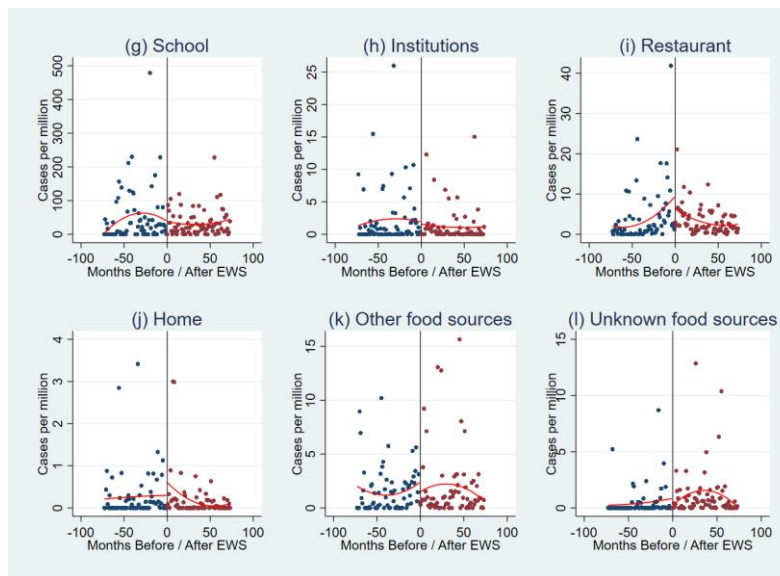 (g) School
Cases per million
500
400
300
200
100
0
-100 -50 0 50 100
Months Before / After EWS
(h) Institutions
Cases per million
25
20
15
10
5
0
-100 -50 0 50 100
Months Before / After EWS
(i) Restaurant
Cases per million
40
30
20
10
0
-100 -50 0 50 100
Months Before / After EWS
(j) Home
Cases per million
4
3
2
1
0
-100 -50 0 50 100
Months Before / After EWS
(k) Other food sources
Cases per million
15
10
5
0
-100 -50 0 50 100
Months Before / After EWS
(l) Unknown food sources
Cases per million
15
10
5
0
-100 -50 0 50 100
Months Before / After EWS